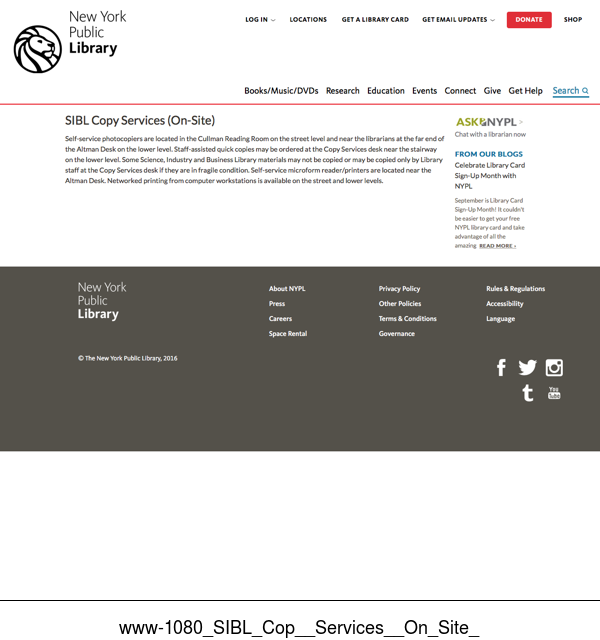 New York
Public
Library
LOG IN LOCATIONS GET A LIBRARY CARD GET EMAIL UPDATES DONATE SHOP
Books/Music/DVDs Research Education Events Connect Give Get Help Search
SIBL Copy Services (On-Site)
Self-service photocopiers are located in the Cullman Reading Room on the street level and near the librarians at the far end of
the Altman Desk on the lower level. Staff-assisted quick copies may be ordered at the Copy Services desk near the stairway
on the lower level. Some Science, Industry and Business Library materials may not be copied or may be copied only by Library
staff at the Copy Services desk if they are in fragile condition. Self-service microform reader/printers are located near the
Altman Desk. Networked printing from computer workstations is available on the street and lower levels.
ASK NYPL >
Chat with a librarian now
FROM OUR BLOGS
Celebrate Library Card
Sign-Up Month with
NYPL
September is Library Card
Sign-Up Month! It couldn't
be easier to get your free
NYPL library card and take
advantage of all the
amazing READ MORE ›
New York
Public
Library
About NYPL
Press
Careers
Space Rental
Privacy Policy
Other Policies
Terms & Conditions
Governance
Rules & Regulations
Accessibility
Language
© The New York Public Library, 2016
You
Tube
www-1080_SIBL_Cop__Services__On_Site_